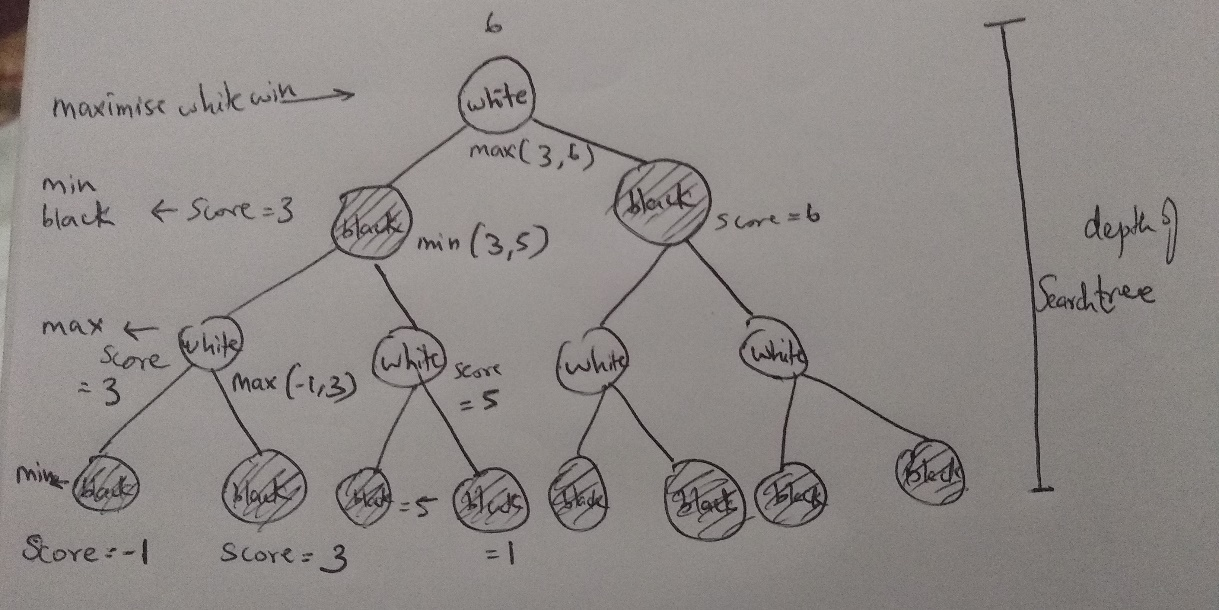 6
maximise white win →
white
max(3,6)
min
black ← Score = 3
black
min (3,5)
black
score = 6
depth of
Search tree
max ←
score
= 3
white
max (-1,3)
white
score
= 5
white
white
min
black
black
black = 5
black
black
black
black
black
Score = -1
Score = 3
= 1